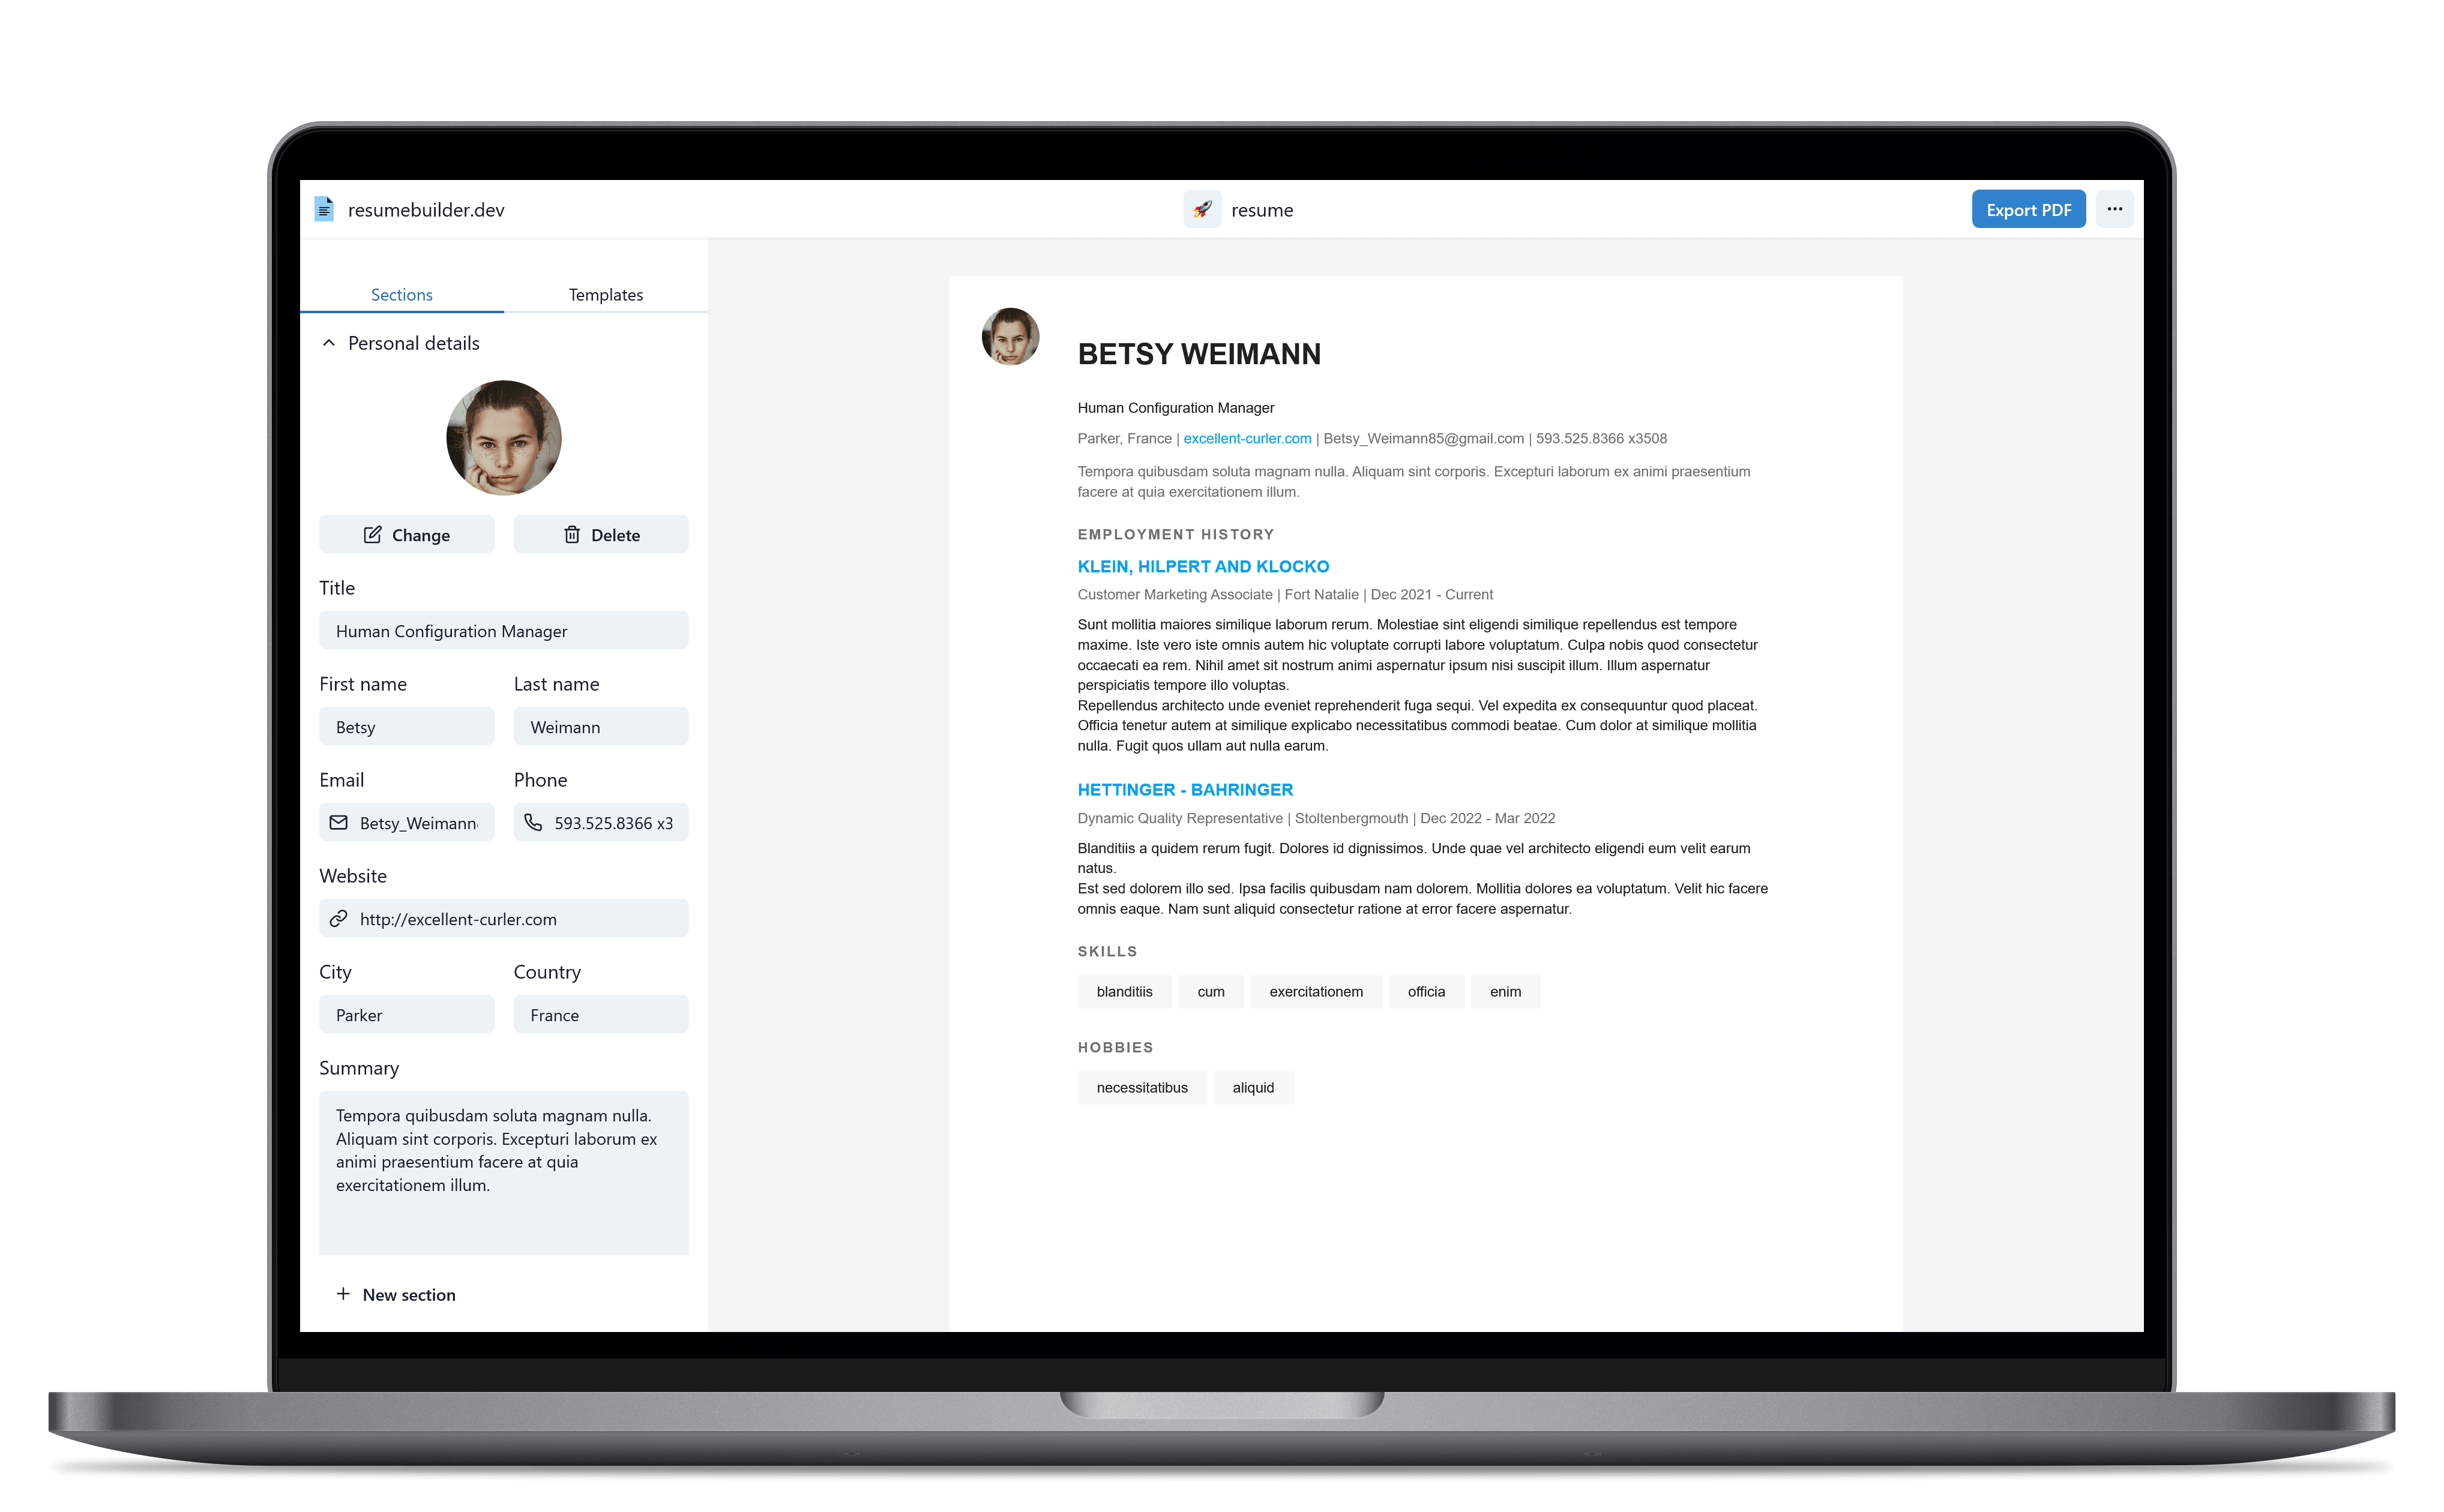 resumebuilder.dev
resume
Export PDF
Sections
Templates
Personal details
Change
Delete
Title
Human Configuration Manager
First name
Last name
Betsy
Weimann
Email
Phone
Betsy_Weimann
593.525.8366 x3
Website
http://excellent-curler.com
City
Country
Parker
France
Summary
Tempora quibusdam soluta magnam nulla.
Aliquam sint corporis. Excepturi laborum ex
animi praesentium facere at quia
exercitationem illum.
New section
BETSY WEIMANN
Human Configuration Manager
Parker, France | excellent-curler.com | Betsy_Weimann85@gmail.com | 593.525.8366 x3508
Tempora quibusdam soluta magnam nulla. Aliquam sint corporis. Excepturi laborum ex animi praesentium
facere at quia exercitationem illum.
EMPLOYMENT HISTORY
KLEIN, HILPERT AND KLOCKO
Customer Marketing Associate | Fort Natalie | Dec 2021 - Current
Sunt mollitia maiores similique laborum rerum. Molestiae sint eligendi similique repellendus est tempore
maxime. Iste vero iste omnis autem hic voluptate corrupti labore voluptatum. Culpa nobis quod consectetur
occaecati ea rem. Nihil amet sit nostrum animi aspernatur ipsum nisi suscipit illum. Illum aspernatur
perspiciatis tempore illo voluptas.
Repellendus architecto unde eveniet reprehenderit fuga sequi. Vel expedita ex consequuntur quod placeat.
Officia tenetur autem at similique explicabo necessitatibus commodi beatae. Cum dolor at similique mollitia
nulla. Fugit quos ullam aut nulla earum.
HETTINGER - BAHRINGER
Dynamic Quality Representative | Stoltenbergmouth | Dec 2022 - Mar 2022
Blanditiis a quidem rerum fugit. Dolores id dignissimos. Unde quae vel architecto eligendi eum velit earum
natus.
Est sed dolorem illo sed. Ipsa facilis quibusdam nam dolorem. Mollitia dolores ea voluptatum. Velit hic facere
omnis eaque. Nam sunt aliquid consectetur ratione at error facere aspernatur.
SKILLS
blanditiis cum exercitationem officia enim
HOBBIES
necessitatibus aliquid